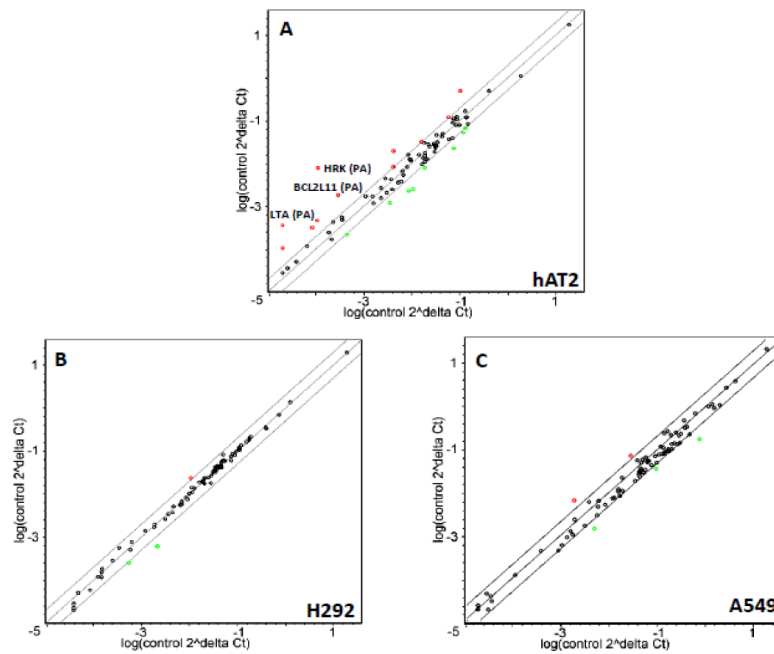 A
1
-1
-3
-5
log(control 2^delta Ct)
HRK (PA)
BCL2L11 (PA)
LTA (PA)
hAT2
-3
-1
1
log(control 2^delta Ct)
B
1
-1
-3
-5
log(control 2^delta Ct)
H292
-3
-1
1
log(control 2^delta Ct)
C
1
-1
-3
-5
log(control 2^delta Ct)
A549
-3
-1
1
log(control 2^delta Ct)